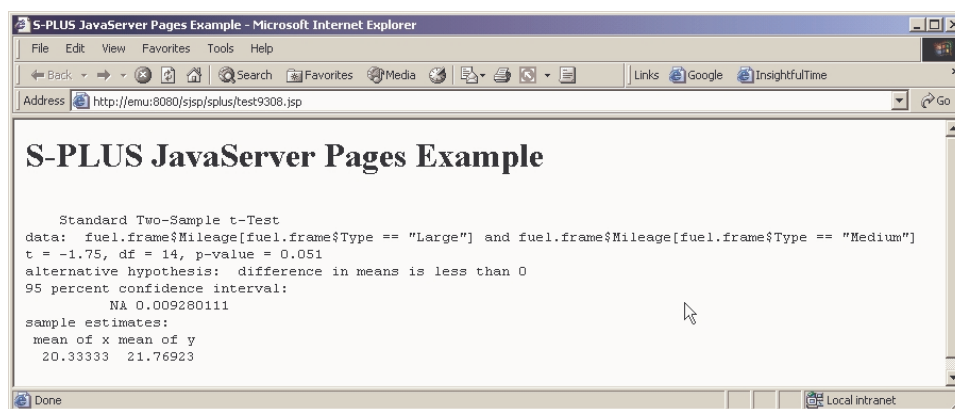 S-PLUS JavaServer Pages Example - Microsoft Internet Explorer
File Edit View Favorites Tools Help
Back Search Favorites Media Links Google InsightfulTime
Address http://emu:8080/sjsp/splus/test9308.jsp Go
S-PLUS JavaServer Pages Example
Standard Two-Sample t-Test
data: fuel.frame$Mileage[fuel.frame$Type == "Large"] and fuel.frame$Mileage[fuel.frame$Type == "Medium"]
t = -1.75, df = 14, p-value = 0.051
alternative hypothesis: difference in means is less than 0
95 percent confidence interval:
NA 0.009280111
sample estimates:
mean of x mean of y
20.33333 21.76923
Done Local intranet